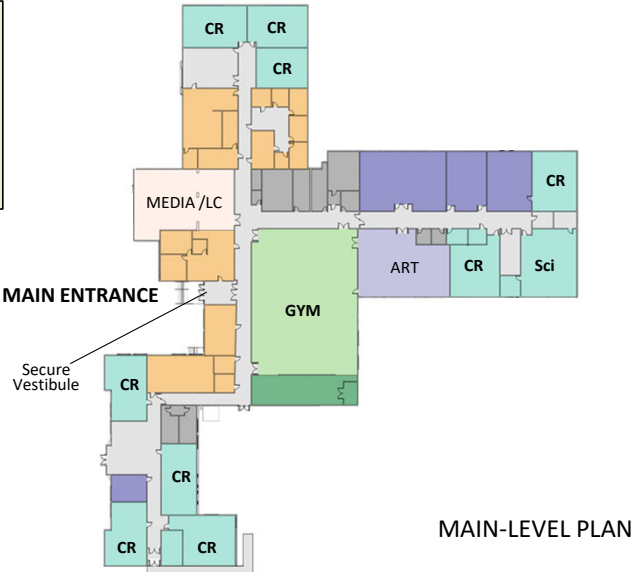 CR
CR
CR
MEDIA /LC
CR
ART
CR
Sci
MAIN ENTRANCE
GYM
Secure
Vestibule
CR
CR
CR
CR
MAIN-LEVEL PLAN